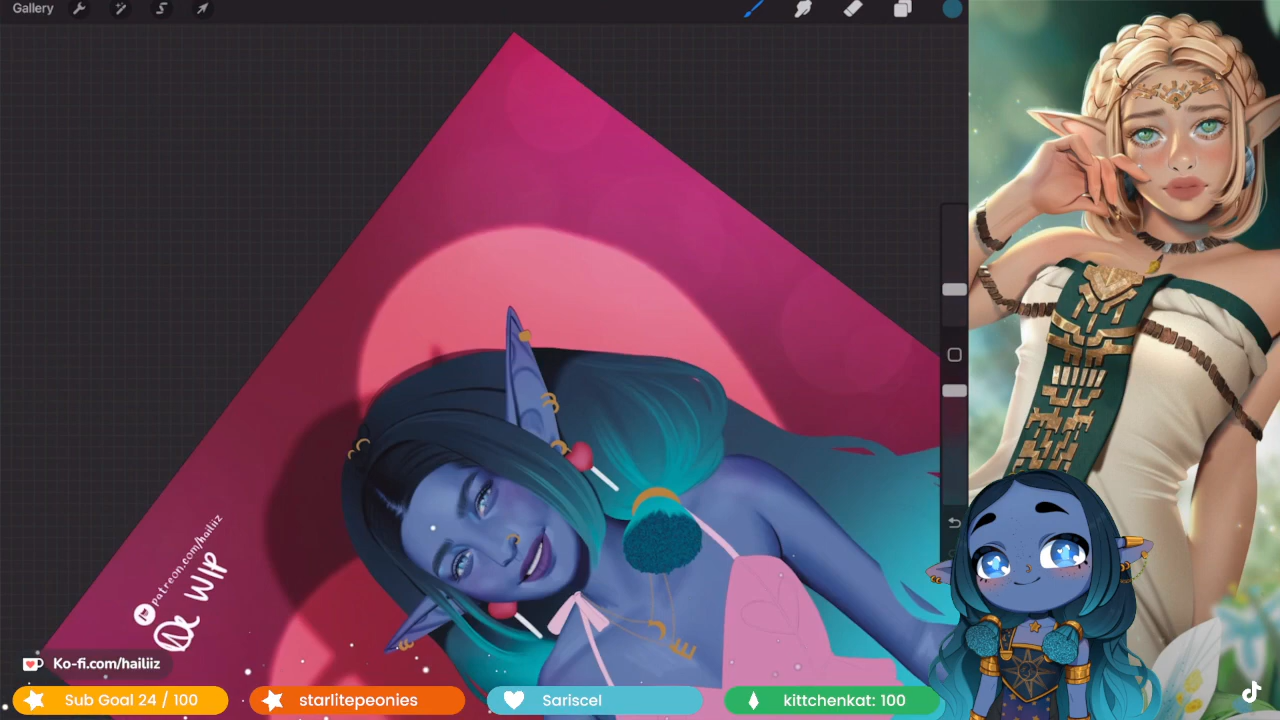 Gallery
patreon.com/hailiiz
WIP
Ko-fi.com/hailiiz
Sub Goal 24 / 100
starlitepeonies
Sariscel
kittchenkat: 100